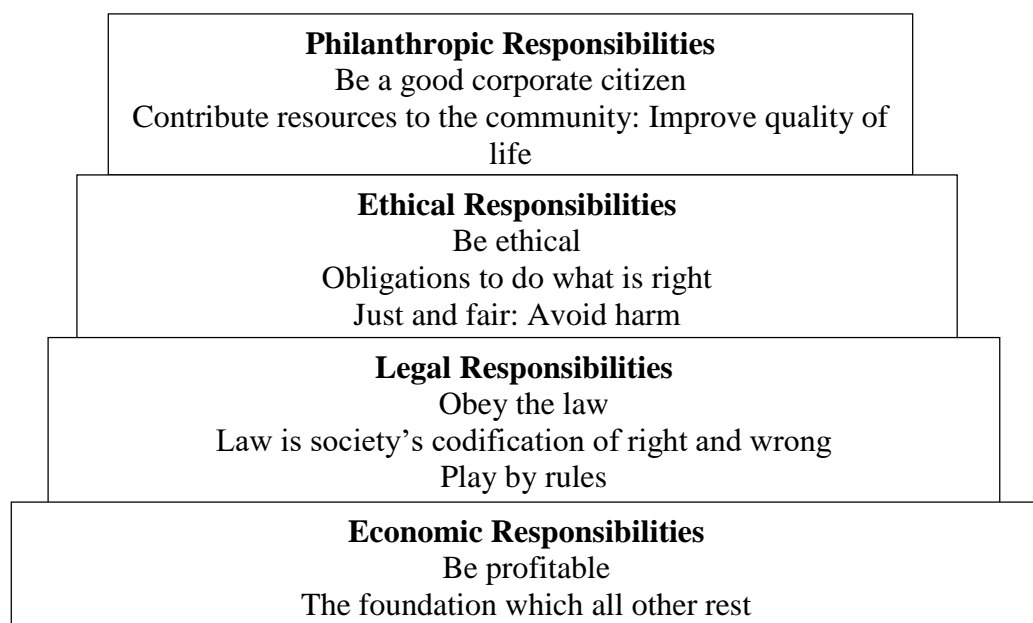 Philanthropic Responsibilities
Be a good corporate citizen
Contribute resources to the community: Improve quality of
life
Ethical Responsibilities
Be ethical
Obligations to do what is right
Just and fair: Avoid harm
Legal Responsibilities
Obey the law
Law is society’s codification of right and wrong
Play by rules
Economic Responsibilities
Be profitable
The foundation which all other rest